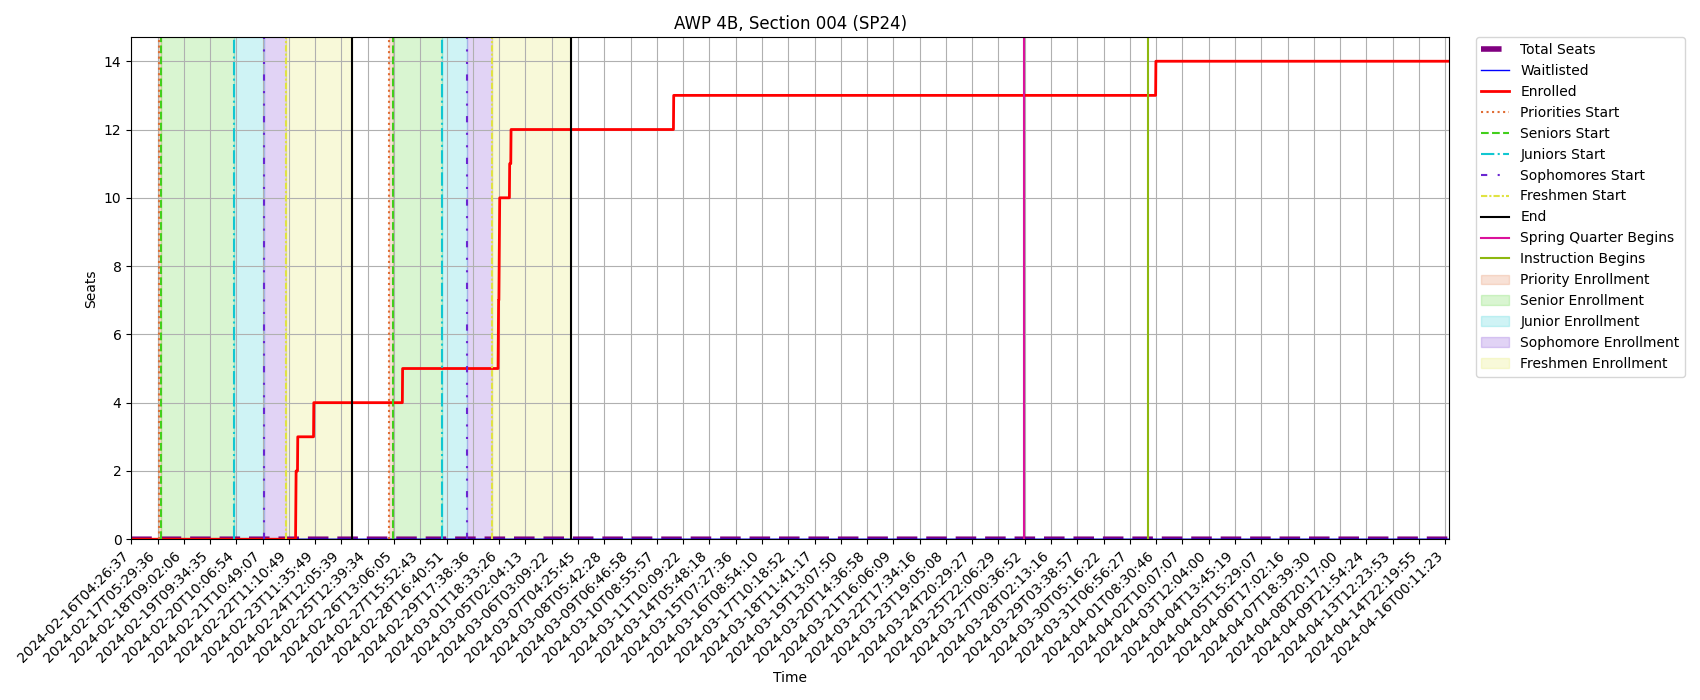 AWP 4B, Section 004 (SP24)
14
12
10
8
6
4
2
0
Seats
2024-02-16T04:26:37
2024-02-17T05:29:36
2024-02-18T09:02:06
2024-02-19T09:34:35
2024-02-20T10:06:54
2024-02-21T10:49:07
2024-02-22T11:10:49
2024-02-23T11:35:49
2024-02-24T12:05:39
2024-02-25T12:39:34
2024-02-26T13:06:05
2024-02-27T15:52:43
2024-02-28T16:40:51
2024-02-29T17:38:36
2024-03-01T18:33:26
2024-03-05T02:04:13
2024-03-06T03:09:22
2024-03-07T04:25:45
2024-03-08T05:42:28
2024-03-09T06:46:58
2024-03-10T08:55:57
2024-03-11T10:09:22
2024-03-14T05:48:18
2024-03-15T07:27:36
2024-03-16T08:54:10
2024-03-17T10:18:52
2024-03-18T11:41:17
2024-03-19T13:07:50
2024-03-20T14:36:58
2024-03-21T16:06:09
2024-03-22T17:34:16
2024-03-23T19:05:08
2024-03-24T20:29:27
2024-03-25T22:06:29
2024-03-27T00:36:52
2024-03-28T02:13:16
2024-03-29T03:38:57
2024-03-30T05:16:22
2024-03-31T06:56:27
2024-04-01T08:30:46
2024-04-02T10:07:07
2024-04-03T12:04:00
2024-04-04T13:45:19
2024-04-05T15:29:07
2024-04-06T17:02:16
2024-04-07T18:39:30
2024-04-08T20:17:00
2024-04-09T21:54:24
2024-04-13T12:23:53
2024-04-14T22:19:55
2024-04-16T00:11:23
Time
Total Seats
Waitlisted
Enrolled
Priorities Start
Seniors Start
Juniors Start
Sophomores Start
Freshmen Start
End
Spring Quarter Begins
Instruction Begins
Priority Enrollment
Senior Enrollment
Junior Enrollment
Sophomore Enrollment
Freshmen Enrollment